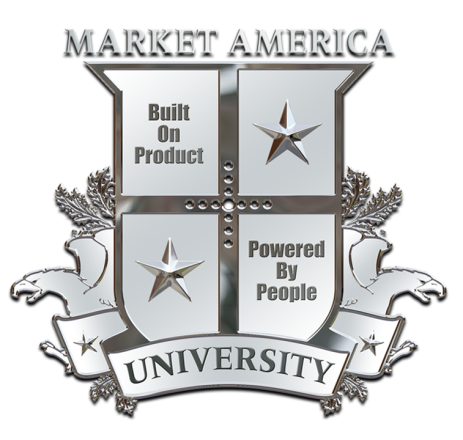 MARKET AMERICA
Built
On
Product
Powered
By
People
UNIVERSITY